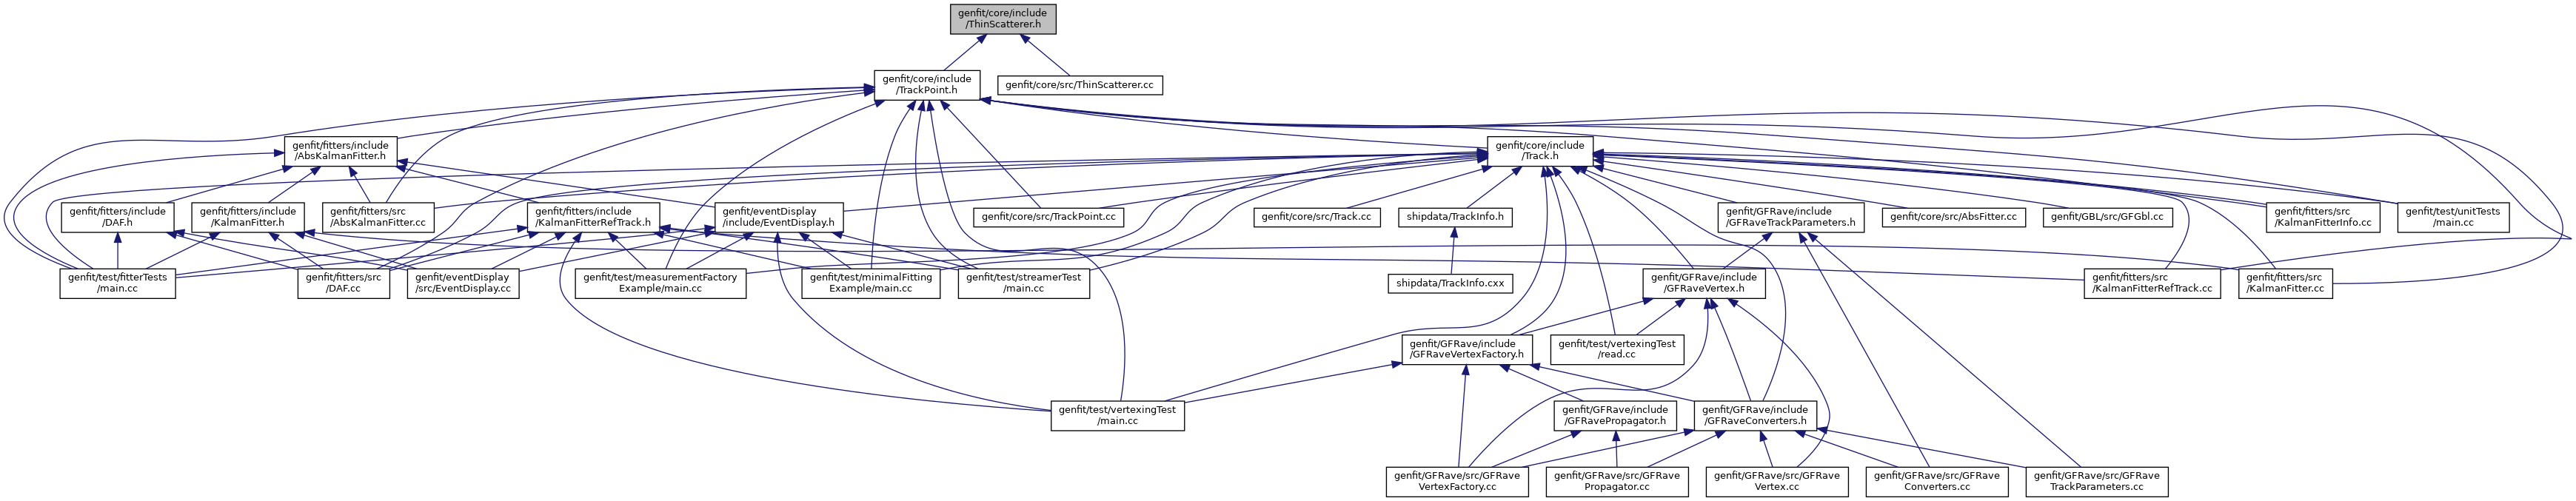 genfit/core/include
/ThinScatterer.h
genfit/core/include
/TrackPoint.h
genfit/core/src/ThinScatterer.cc
genfit/fitters/include
/AbsKalmanFitter.h
genfit/core/include
/Track.h
genfit/fitters/include
/DAF.h
genfit/fitters/include
/KalmanFitter.h
genfit/fitters/src
/AbsKalmanFitter.cc
genfit/fitters/include
/KalmanFitterRefTrack.h
genfit/eventDisplay
/include/EventDisplay.h
genfit/core/src/TrackPoint.cc
genfit/core/src/Track.cc
shipdata/TrackInfo.h
genfit/GFRave/include
/GFRaveTrackParameters.h
genfit/core/src/AbsFitter.cc
genfit/GBL/src/GFGbl.cc
genfit/fitters/src
/KalmanFitterInfo.cc
genfit/test/unitTests
/main.cc
genfit/test/fitterTests
/main.cc
genfit/fitters/src
/DAF.cc
genfit/eventDisplay
/src/EventDisplay.cc
genfit/test/measurementFactory
Example/main.cc
genfit/test/minimalFitting
Example/main.cc
genfit/test/streamerTest
/main.cc
shipdata/TrackInfo.cxx
genfit/GFRave/include
/GFRaveVertex.h
genfit/fitters/src
/KalmanFitterRefTrack.cc
genfit/fitters/src
/KalmanFitter.cc
genfit/GFRave/include
/GFRaveVertexFactory.h
genfit/test/vertexingTest
/read.cc
genfit/test/vertexingTest
/main.cc
genfit/GFRave/include
/GFRavePropagator.h
genfit/GFRave/include
/GFRaveConverters.h
genfit/GFRave/src/GFRave
VertexFactory.cc
genfit/GFRave/src/GFRave
Propagator.cc
genfit/GFRave/src/GFRave
Vertex.cc
genfit/GFRave/src/GFRave
Converters.cc
genfit/GFRave/src/GFRave
TrackParameters.cc